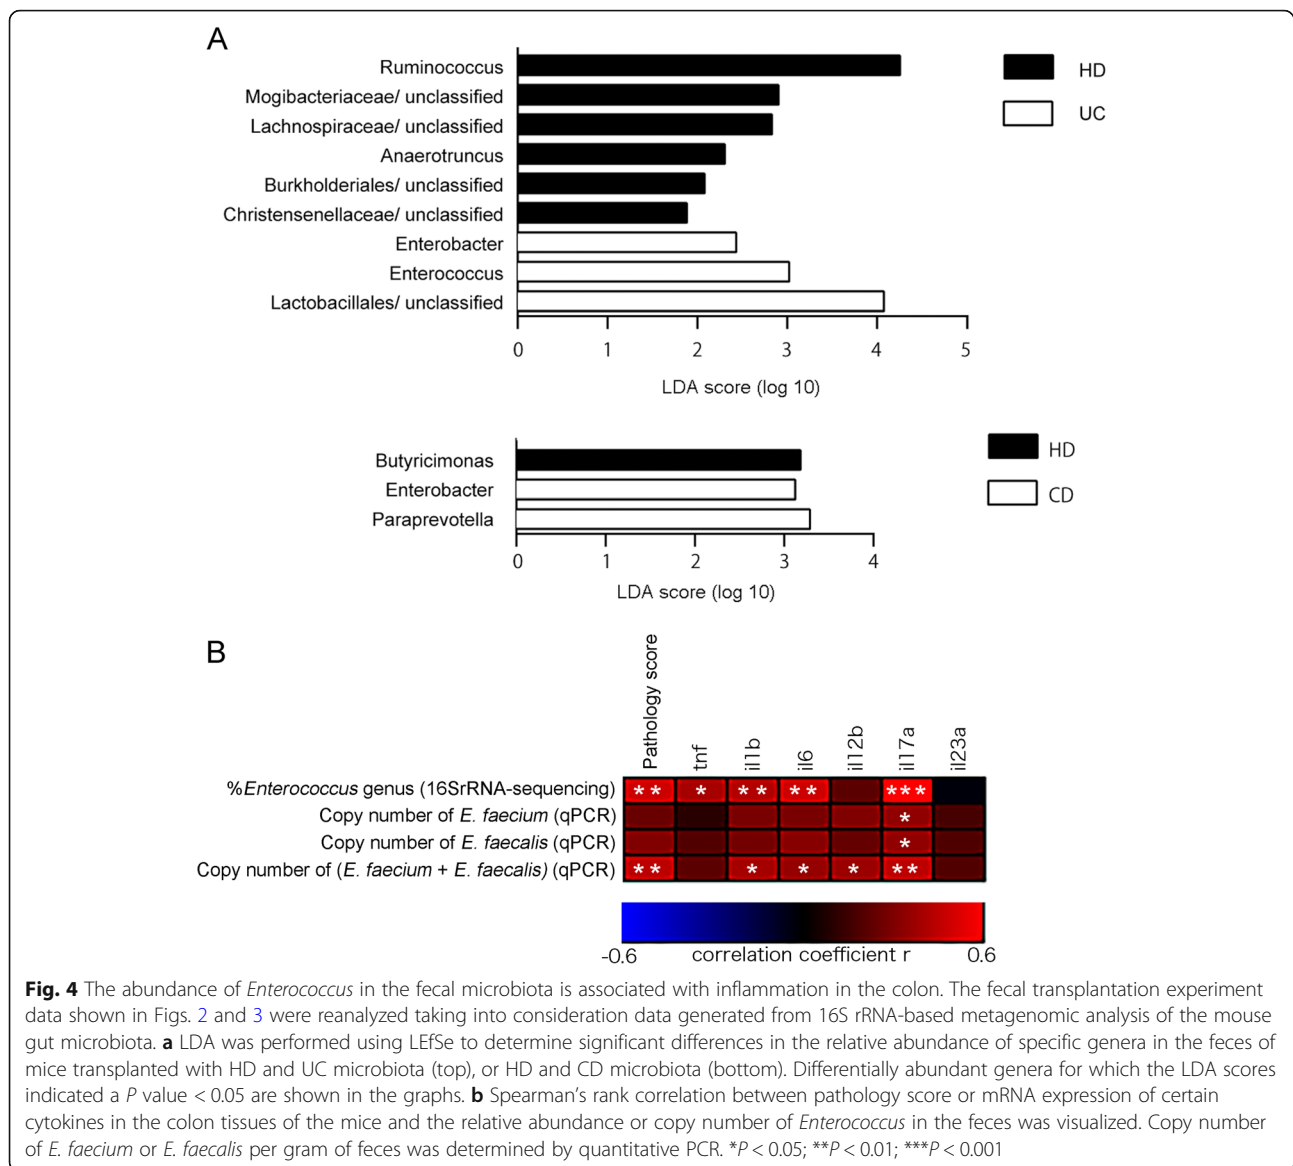 A
Ruminococcus
Mogibacteriaceae/ unclassified
Lachnospiraceae/ unclassified
Anaerotruncus
Burkholderiales/ unclassified
Christensenellaceae/ unclassified
Enterobacter
Enterococcus
Lactobacillales/ unclassified
HD
UC
0 1 2 3 4 5
LDA score (log 10)
Butyricimonas
Enterobacter
Paraprevotella
HD
CD
0 1 2 3 4
LDA score (log 10)
B
Pathology score
tnf
il1b
il6
il12b
il17a
il23a
%Enterococcus genus (16SrRNA-sequencing) ** * ** ** ***
Copy number of E. faecium (qPCR) *
Copy number of E. faecalis (qPCR) *
Copy number of (E. faecium + E. faecalis) (qPCR) ** * * * **
-0.6 correlation coefficient r 0.6
Fig. 4 The abundance of Enterococcus in the fecal microbiota is associated with inflammation in the colon. The fecal transplantation experiment
data shown in Figs. 2 and 3 were reanalyzed taking into consideration data generated from 16S rRNA-based metagenomic analysis of the mouse
gut microbiota. a LDA was performed using LEfSe to determine significant differences in the relative abundance of specific genera in the feces of
mice transplanted with HD and UC microbiota (top), or HD and CD microbiota (bottom). Differentially abundant genera for which the LDA scores
indicated a P value < 0.05 are shown in the graphs. b Spearman's rank correlation between pathology score or mRNA expression of certain
cytokines in the colon tissues of the mice and the relative abundance or copy number of Enterococcus in the feces was visualized. Copy number
of E. faecium or E. faecalis per gram of feces was determined by quantitative PCR. *P < 0.05; **P < 0.01; ***P < 0.001